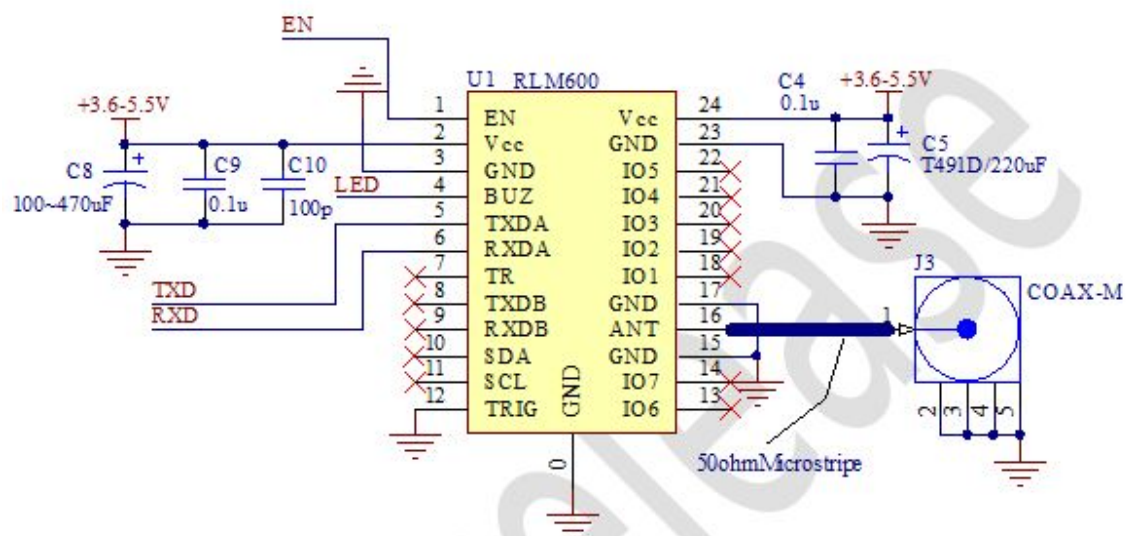 EN
U1 RLM600
+3.6-5.5V
C8
100~470uF
C9
0.1u
C10
100p
LED
TXD
RXD
1 EN
2 Vcc
3 GND
4 BUZ
5 TXDA
6 RXDA
7 TR
8 TXDB
9 RXDB
10 SDA
11 SCL
12 TRIG
GND
0
Vcc 24
GND 23
IO5 22
IO4 21
IO3 20
IO2 19
IO1 18
GND 17
ANT 16
GND 15
IO7 14
IO6 13
C4
0.1u
+3.6-5.5V
C5
T491D/220uF
J3
COAX-M
1
2
3
4
5
50ohmMicrostripe